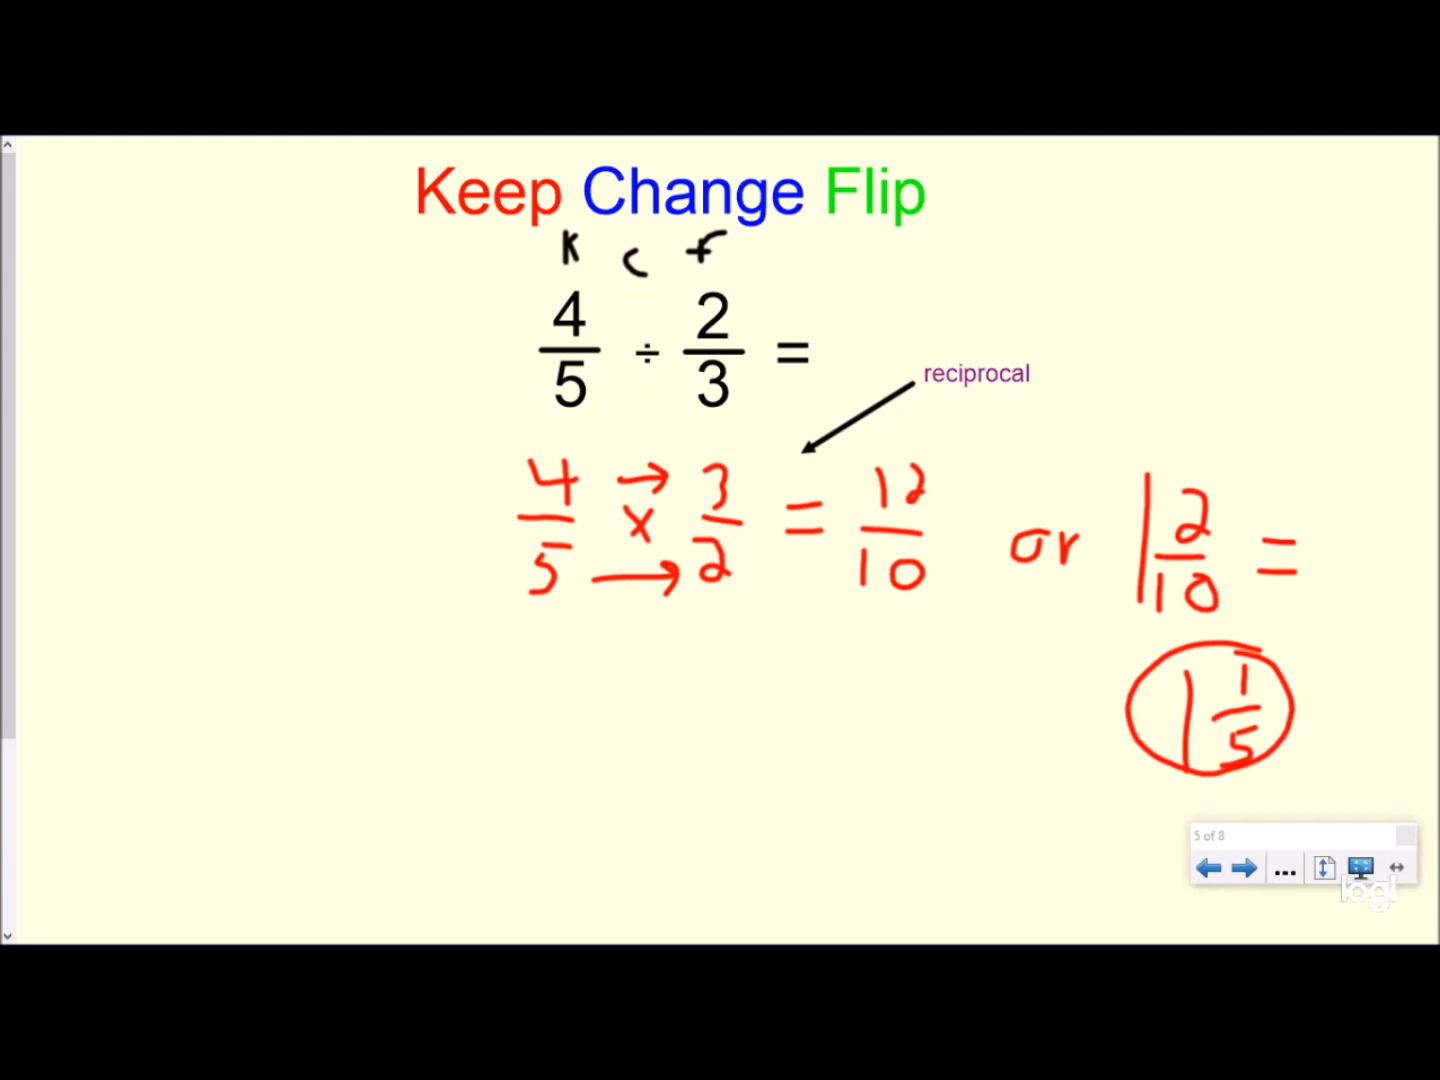 Keep Change Flip
K C F
4/5 ÷ 2/3 =
reciprocal
4/5 → x → 3/2 = 12/10 or 1 2/10 =
1 1/5
5 of 8
...
logi